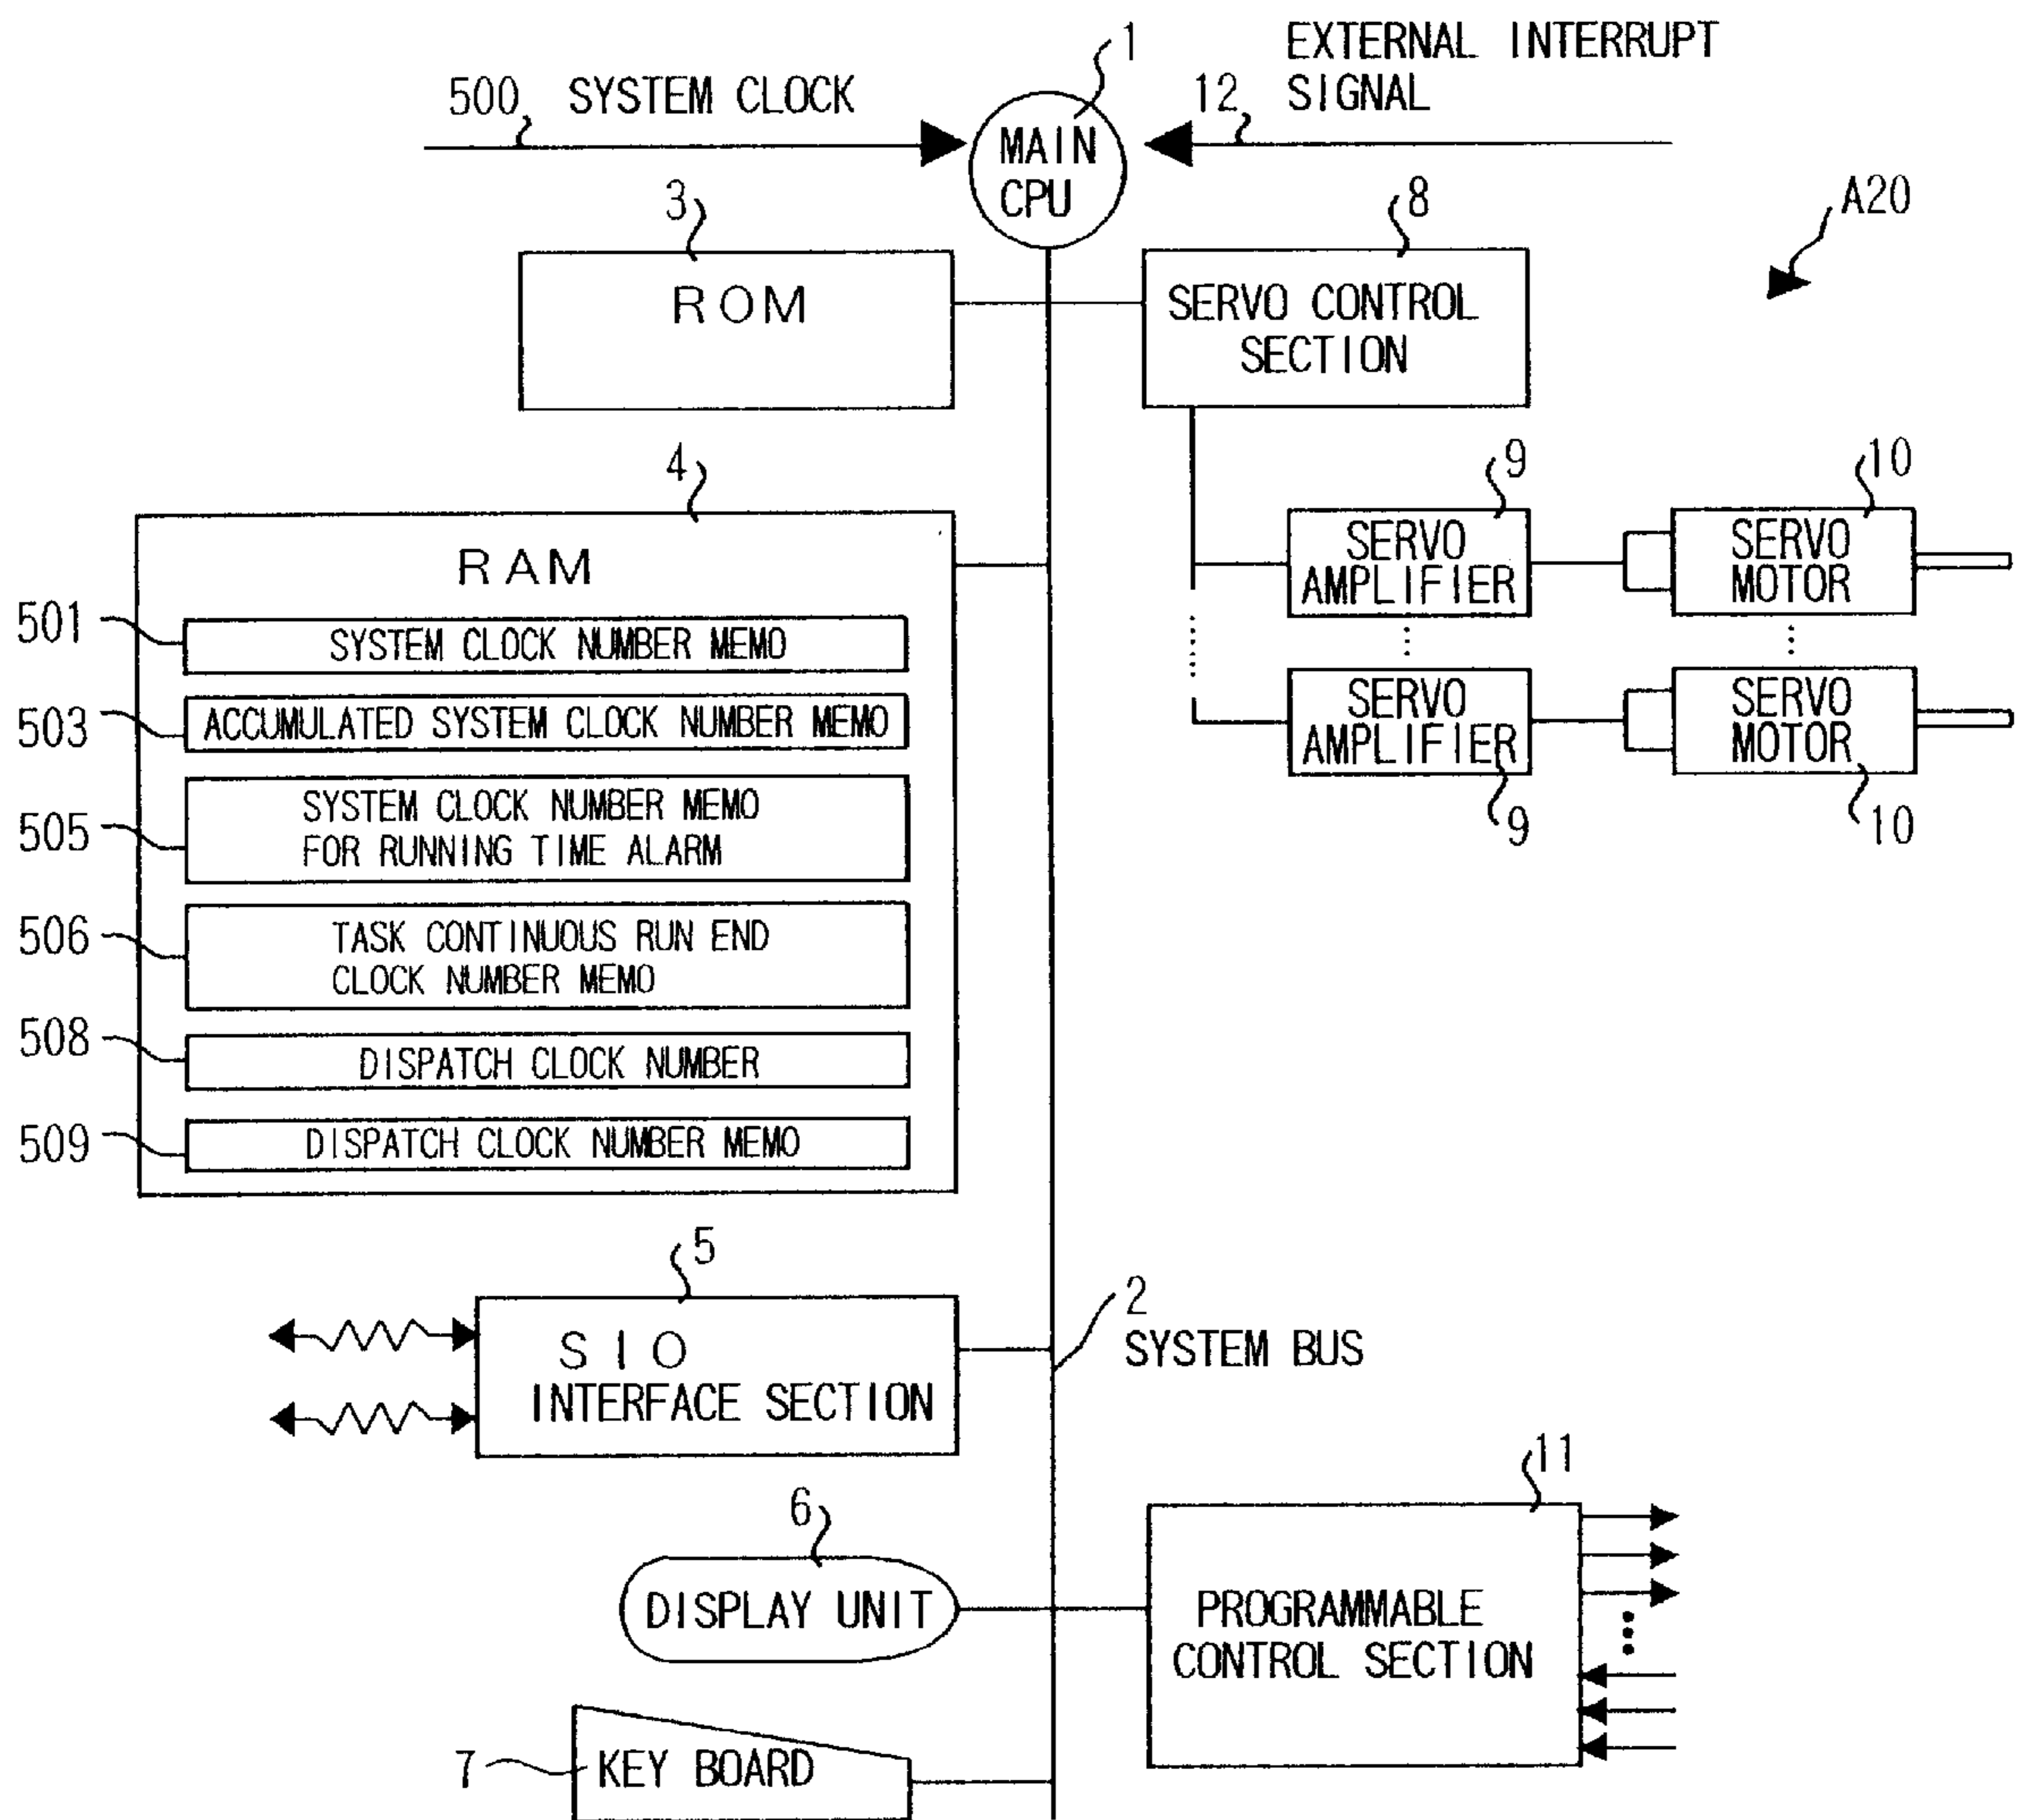 1
EXTERNAL INTERRUPT
500 SYSTEM CLOCK
12 SIGNAL
MAIN
CPU
A20
3
8
ROM
SERVO CONTROL
SECTION
4
9
10
RAM
SERVO
AMPLIFIER
SERVO
MOTOR
501
SYSTEM CLOCK NUMBER MEMO
503
ACCUMULATED SYSTEM CLOCK NUMBER MEMO
SERVO
AMPLIFIER
SERVO
MOTOR
9
10
505
SYSTEM CLOCK NUMBER MEMO
FOR RUNNING TIME ALARM
506
TASK CONTINUOUS RUN END
CLOCK NUMBER MEMO
508
DISPATCH CLOCK NUMBER
509
DISPATCH CLOCK NUMBER MEMO
5
SIO
INTERFACE SECTION
2
SYSTEM BUS
11
6
DISPLAY UNIT
PROGRAMMABLE
CONTROL SECTION
7
KEY BOARD